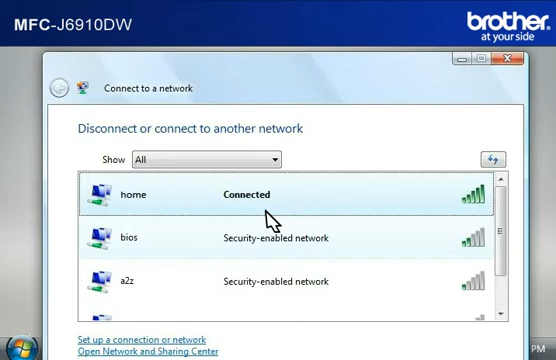 MFC-J6910DW
brother
at your side
Connect to a network
Disconnect or connect to another network
Show All
home Connected
bios Security-enabled network
a2z Security-enabled network
Set up a connection or network
Open Network and Sharing Center
PM